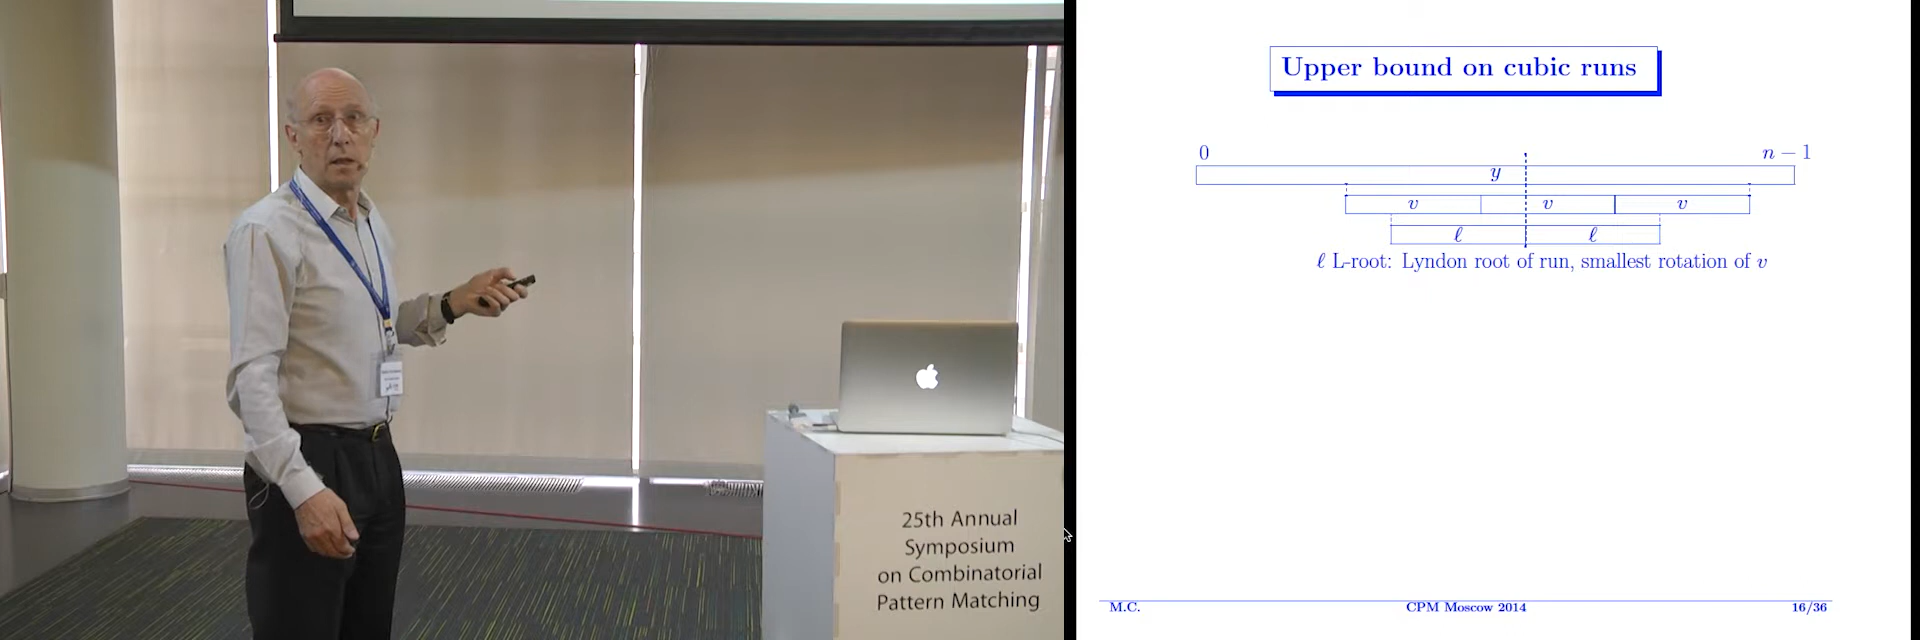 25th Annual
Symposium
on Combinatorial
Pattern Matching
Upper bound on cubic runs
0 n − 1
y
v v v
ℓ ℓ
ℓ L-root: Lyndon root of run, smallest rotation of v
M.C. CPM Moscow 2014 16/36